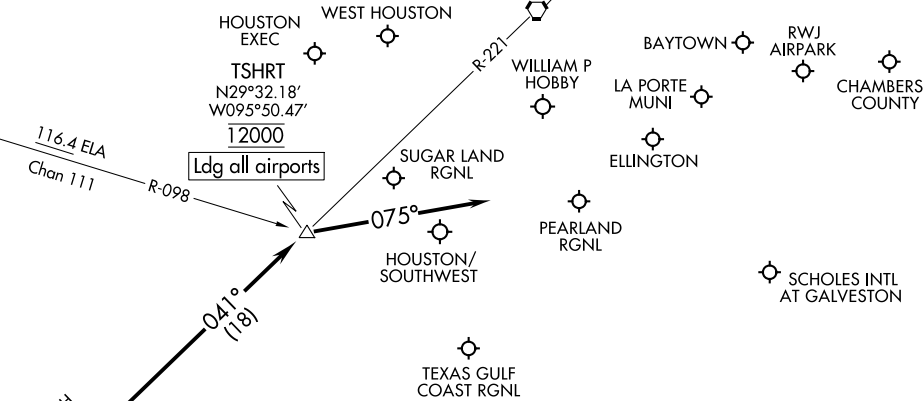 HOUSTON
EXEC
WEST HOUSTON
TSHRT
N29°32.18'
W095°50.47'
12000
Ldg all airports
R-221
WILLIAM P
HOBBY
BAYTOWN
RWJ
AIRPARK
LA PORTE
MUNI
CHAMBERS
COUNTY
ELLINGTON
116.4 ELA
Chan 111
R-098
SUGAR LAND
RGNL
075°
HOUSTON/
SOUTHWEST
PEARLAND
RGNL
SCHOLES INTL
AT GALVESTON
041°
(18)
TEXAS GULF
COAST RGNL